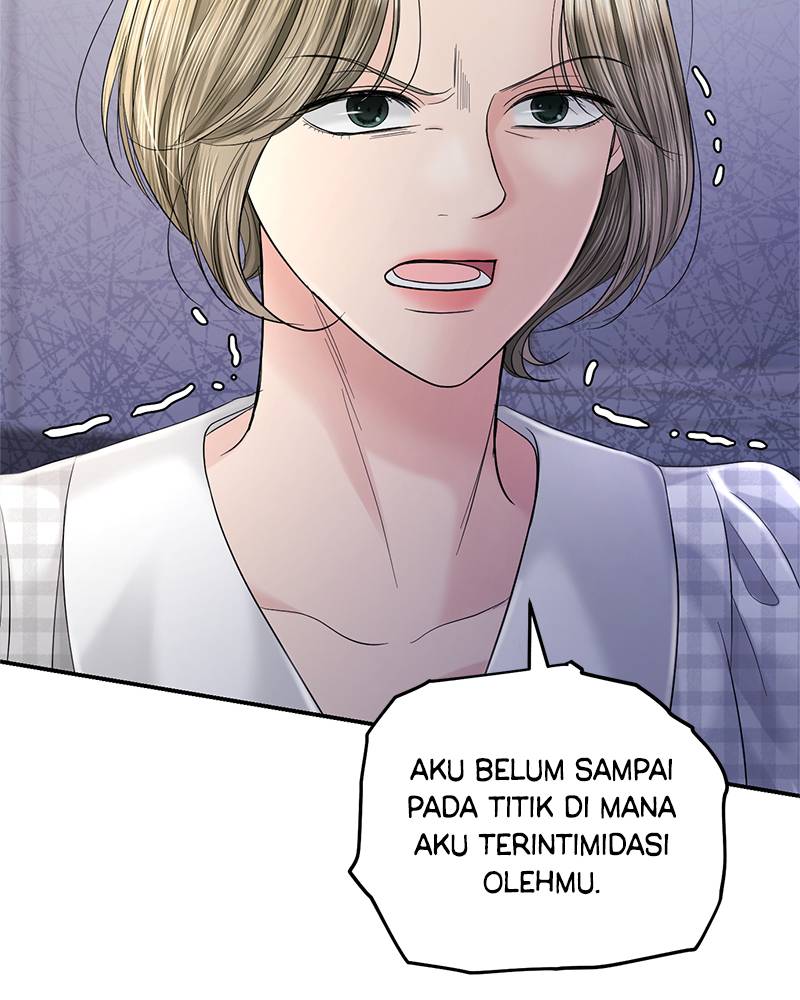 AKU BELUM SAMPAI
PADA TITIK DI MANA
AKU TERINTIMIDASI
OLEHMU.